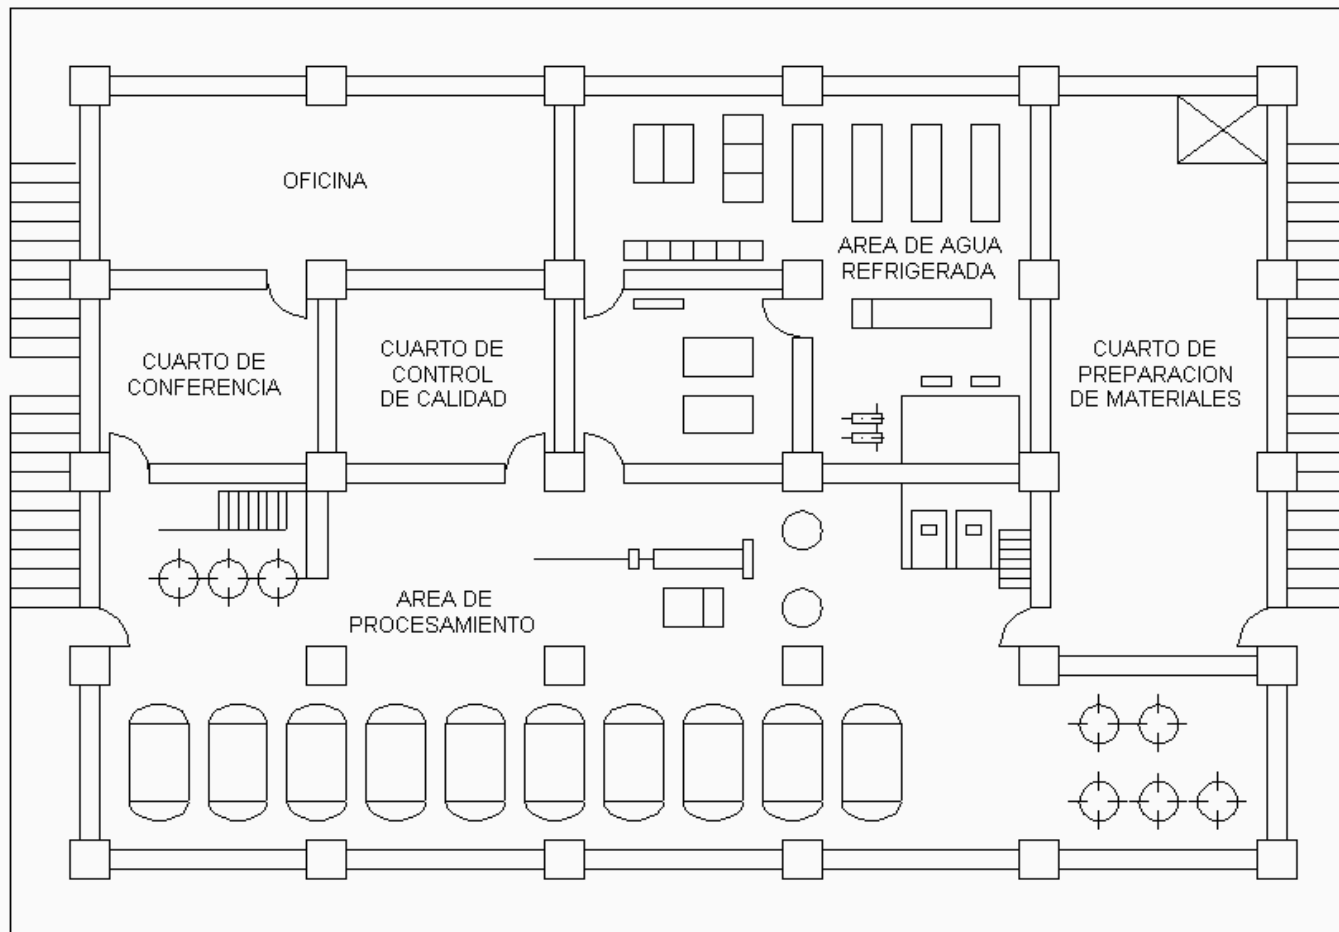 OFICINA
AREA DE AGUA
REFRIGERADA
CUARTO DE
CONFERENCIA
CUARTO DE
CONTROL
DE CALIDAD
CUARTO DE
PREPARACION
DE MATERIALES
AREA DE
PROCESAMIENTO